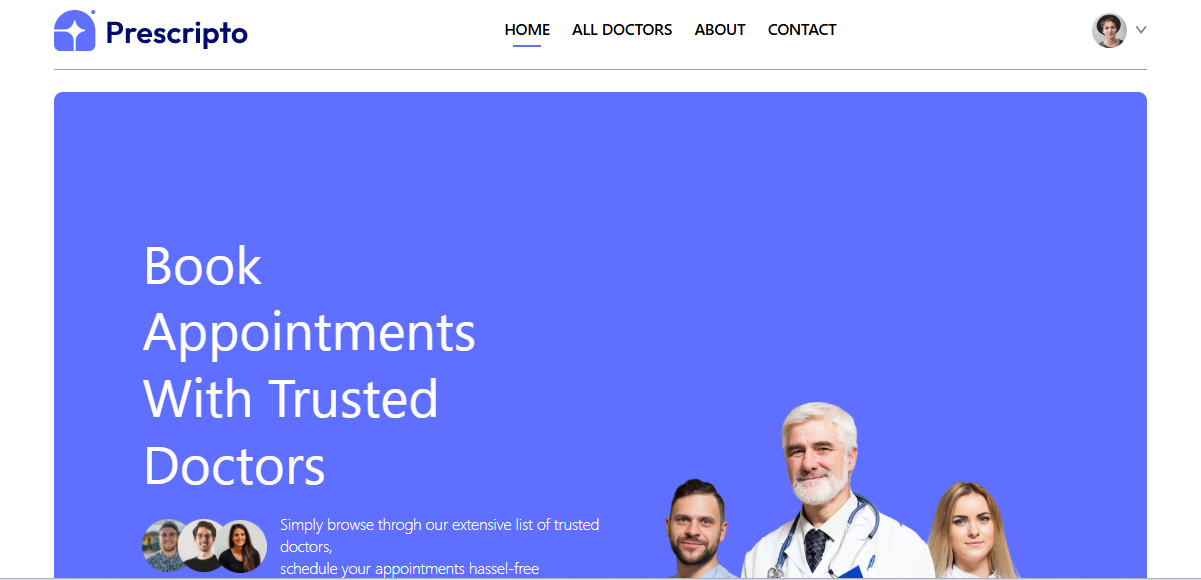 Prescripto
HOME ALL DOCTORS ABOUT CONTACT
Book
Appointments
With Trusted
Doctors
Simply browse throgh our extensive list of trusted
doctors,
schedule your appointments hassel-free